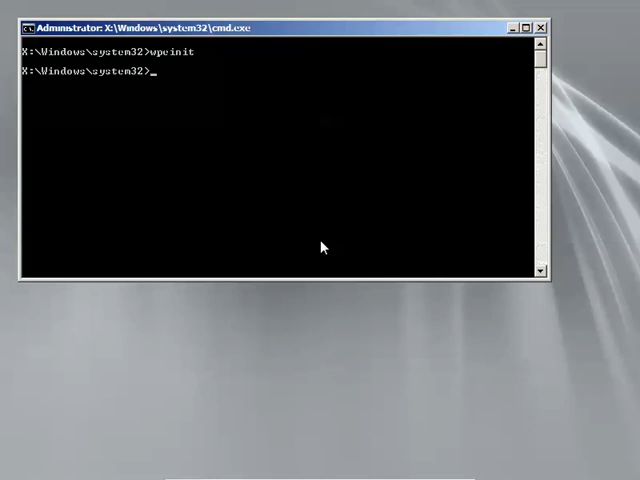 Administrator: X:\Windows\system32\cmd.exe
X:\Windows\system32>wpeinit
X:\Windows\system32>_